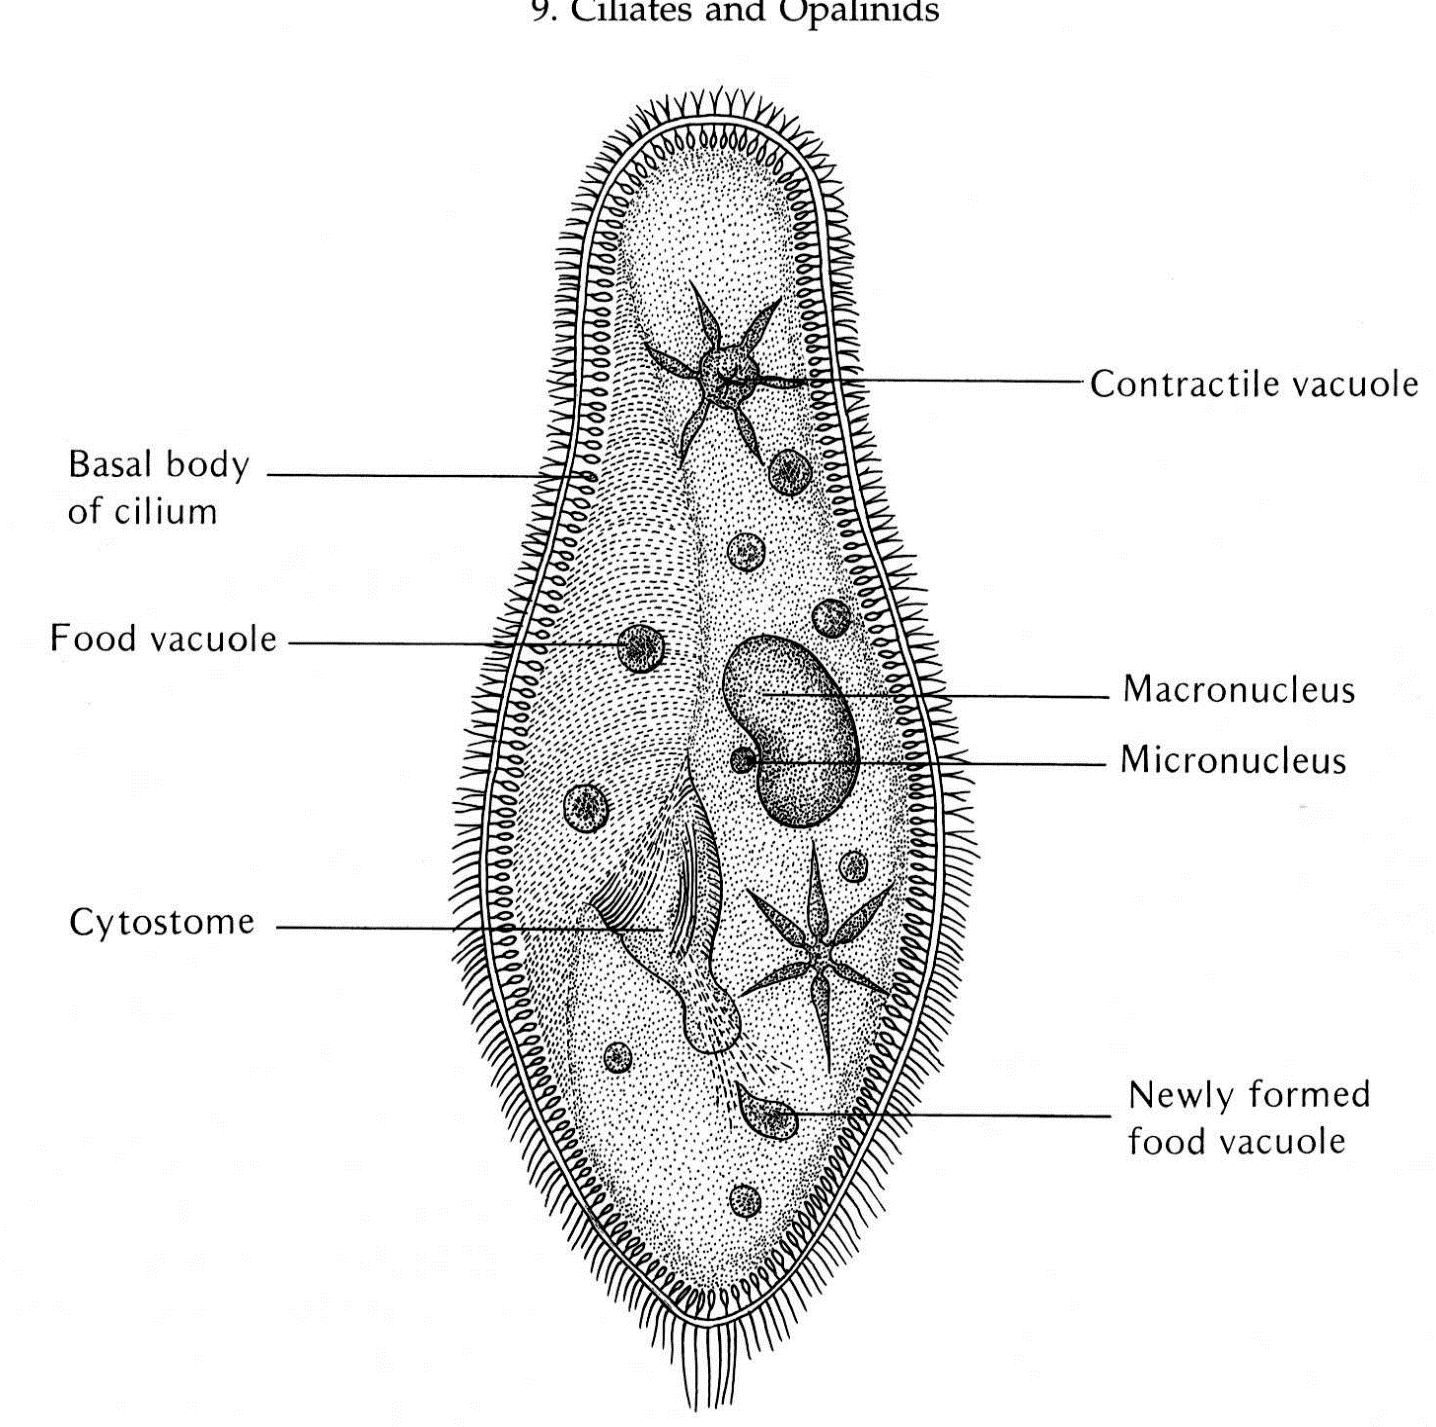 9. Ciliates and Opalinids
Contractile vacuole
Basal body
of cilium
Food vacuole
Macronucleus
Micronucleus
Cytostome
Newly formed
food vacuole